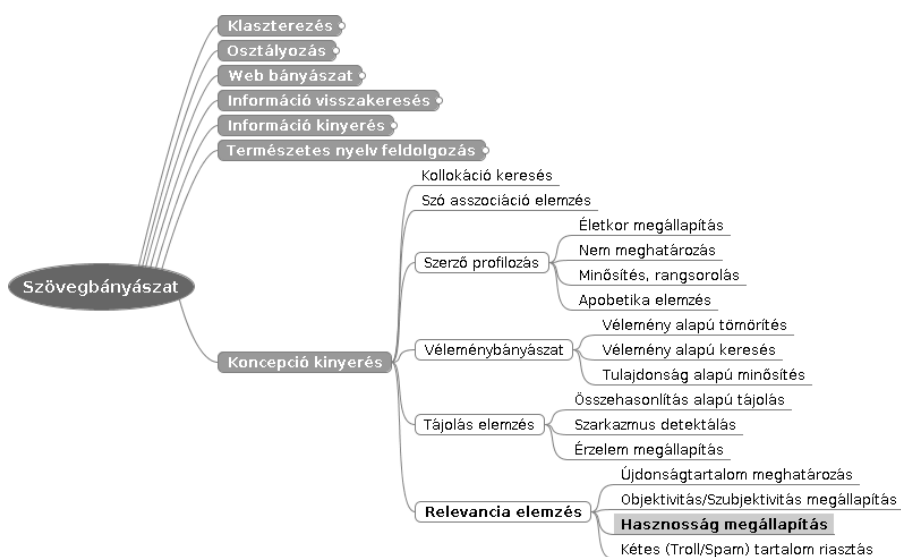 Klaszterezés
Osztályozás
Web bányászat
Információ visszakeresés
Információ kinyerés
Természetes nyelv feldolgozás
Szövegbányászat
Koncepció kinyerés
Kollokáció keresés
Szó asszociáció elemzés
Szerző profilozás
Életkor megállapítás
Nem meghatározás
Minősítés, rangsorolás
Apobetika elemzés
Véleménybányászat
Vélemény alapú tömörítés
Vélemény alapú keresés
Tulajdonság alapú minősítés
Tájolás elemzés
Összehasonlítás alapú tájolás
Szarkazmus detektálás
Érzelem megállapítás
Relevancia elemzés
Újdonságtartalom meghatározás
Objektivitás/Szubjektivitás megállapítás
Hasznosság megállapítás
Kétes (Troll/Spam) tartalom riasztás